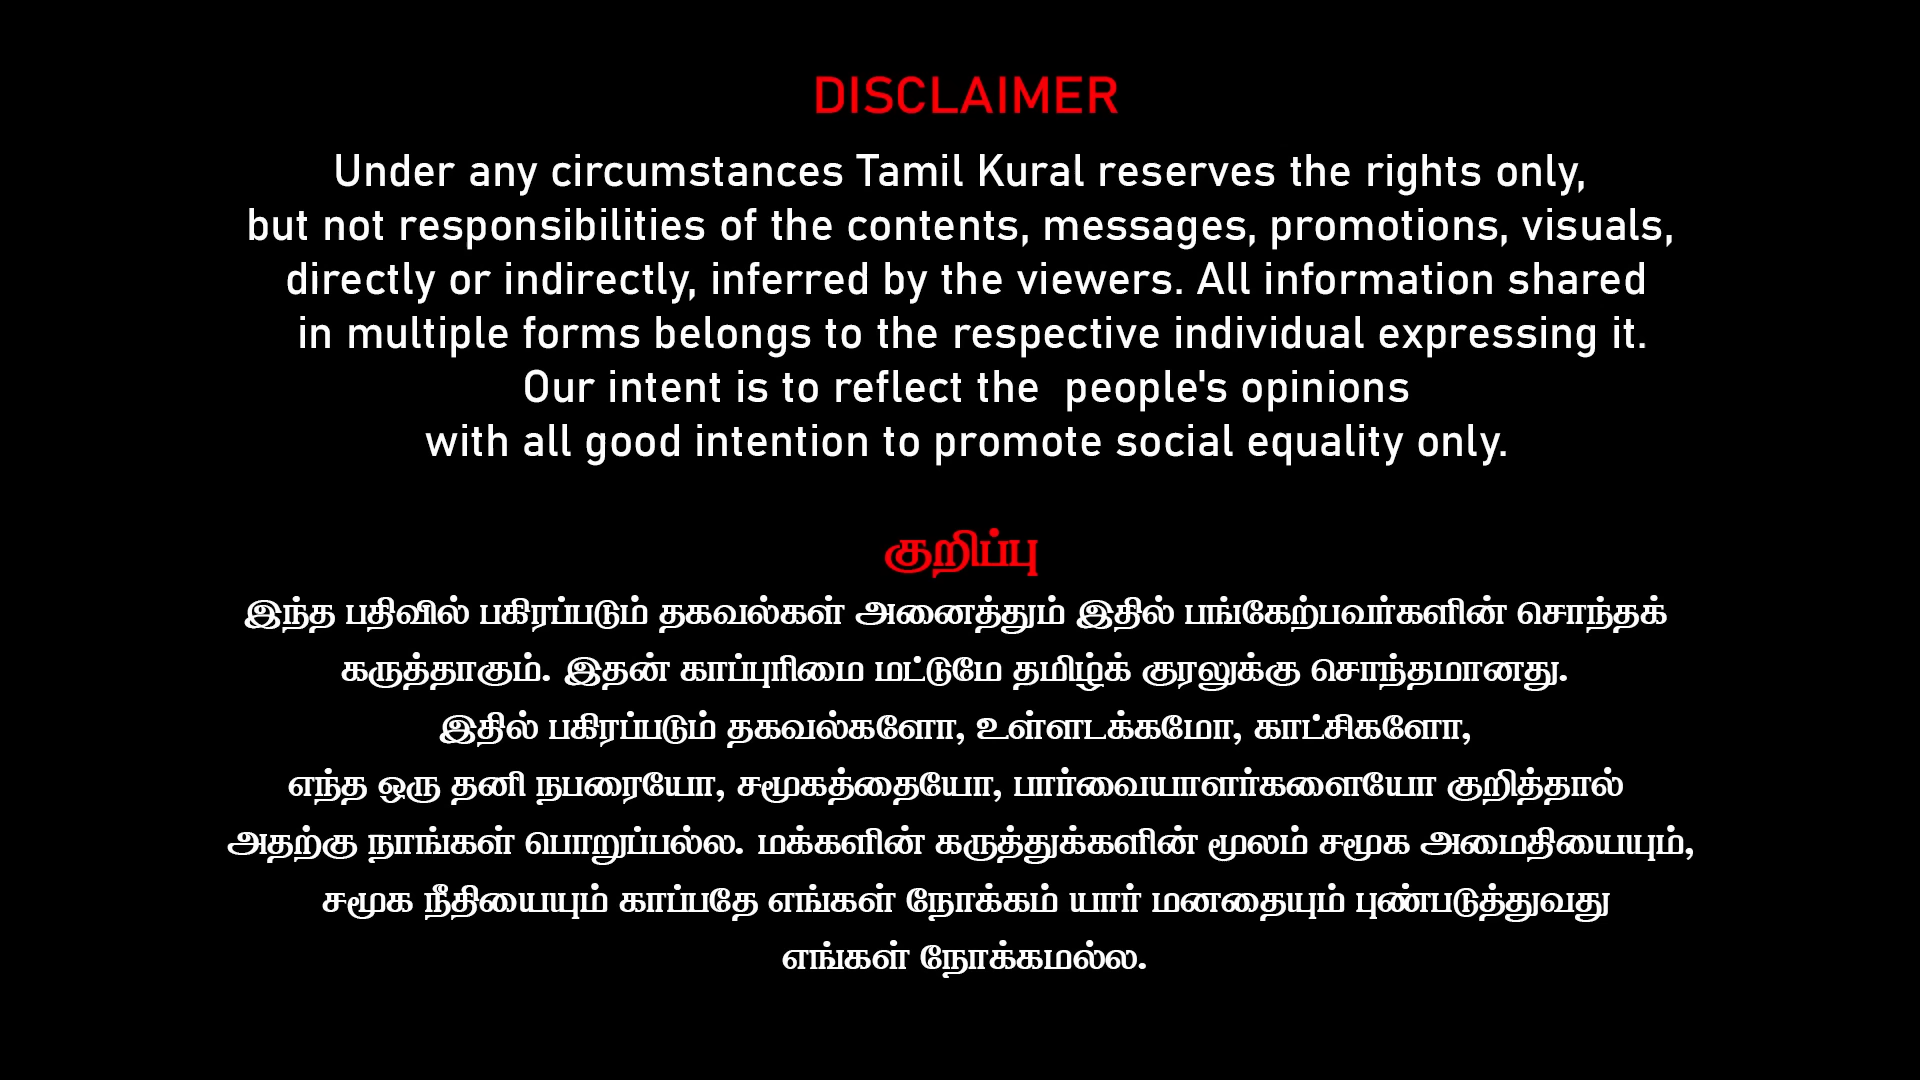 DISCLAIMER
Under any circumstances Tamil Kural reserves the rights only,
but not responsibilities of the contents, messages, promotions, visuals,
directly or indirectly, inferred by the viewers. All information shared
in multiple forms belongs to the respective individual expressing it.
Our intent is to reflect the  people's opinions
with all good intention to promote social equality only.
குறிப்பு
இந்த பதிவில் பகிரப்படும் தகவல்கள் அனைத்தும் இதில் பங்கேற்பவர்களின் சொந்தக்
கருத்தாகும். இதன் காப்புரிமை மட்டுமே தமிழ்க் குரலுக்கு சொந்தமானது.
இதில் பகிரப்படும் தகவல்களோ, உள்ளடக்கமோ, காட்சிகளோ,
எந்த ஒரு தனி நபரையோ, சமூகத்தையோ, பார்வையாளர்களையோ குறித்தால்
அதற்கு நாங்கள் பொறுப்பல்ல. மக்களின் கருத்துக்களின் மூலம் சமூக அமைதியையும்,
சமூக நீதியையும் காப்பதே எங்கள் நோக்கம் யார் மனதையும் புண்படுத்துவது
எங்கள் நோக்கமல்ல.